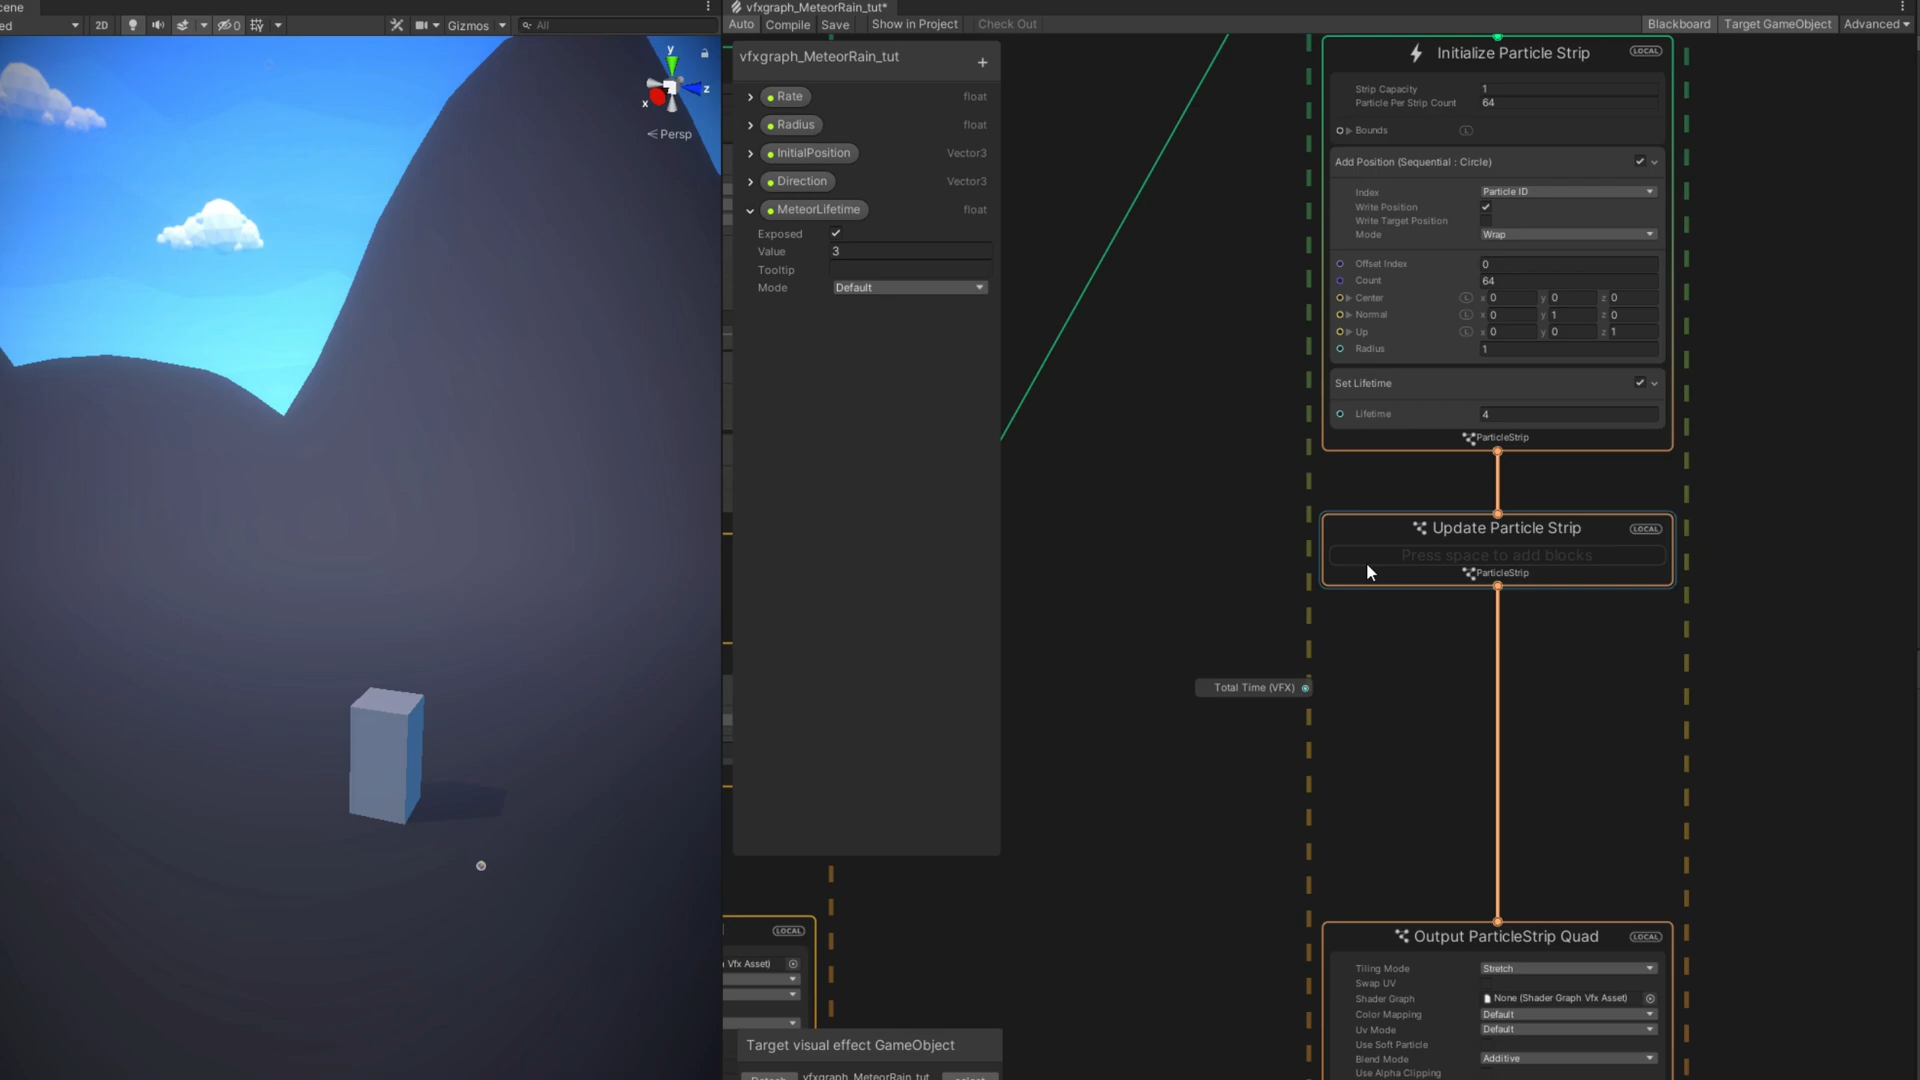 cene
ed
2D
0
Gizmos
All
y
z
x
Persp
vfxgraph_MeteorRain_tut*
Auto
Compile
Save
Show in Project
Check Out
Blackboard
Target GameObject
Advanced
vfxgraph_MeteorRain_tut
+
Rate float
Radius float
InitialPosition Vector3
Direction Vector3
MeteorLifetime float
Exposed
Value 3
Tooltip
Mode Default
Initialize Particle Strip LOCAL
Strip Capacity 1
Particle Per Strip Count 64
Bounds L
Add Position (Sequential : Circle)
Index Particle ID
Write Position
Write Target Position
Mode Wrap
Offset Index 0
Count 64
Center L x 0 y 0 z 0
Normal L x 0 y 1 z 0
Up L x 0 y 0 z 1
Radius 1
Set Lifetime
Lifetime 4
ParticleStrip
Update Particle Strip LOCAL
Press space to add blocks
ParticleStrip
Total Time (VFX)
Output ParticleStrip Quad LOCAL
Tiling Mode Stretch
Swap UV
Shader Graph None (Shader Graph Vfx Asset)
Color Mapping Default
Uv Mode Default
Use Soft Particle
Blend Mode Additive
Use Alpha Clipping
LOCAL
Vfx Asset)
Target visual effect GameObject
vfxgraph_MeteorRain_tut
select